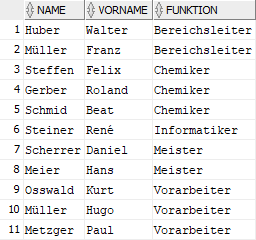 NAME VORNAME FUNKTION
1 Huber Walter Bereichsleiter
2 Müller Franz Bereichsleiter
3 Steffen Felix Chemiker
4 Gerber Roland Chemiker
5 Schmid Beat Chemiker
6 Steiner René Informatiker
7 Scherrer Daniel Meister
8 Meier Hans Meister
9 Osswald Kurt Vorarbeiter
10 Müller Hugo Vorarbeiter
11 Metzger Paul Vorarbeiter